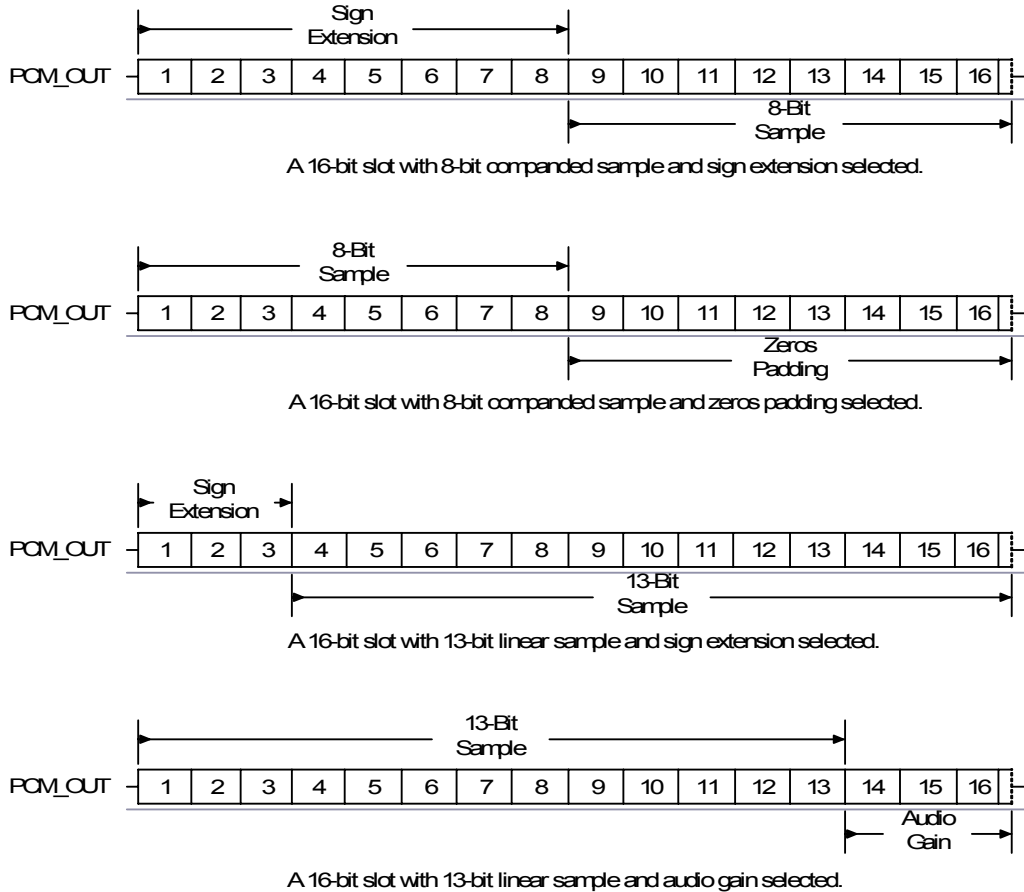 Sign
Extension
PCM_OUT 1 2 3 4 5 6 7 8 9 10 11 12 13 14 15 16
8-Bit
Sample
A 16-bit slot with 8-bit companded sample and sign extension selected.
8-Bit
Sample
PCM_OUT 1 2 3 4 5 6 7 8 9 10 11 12 13 14 15 16
Zeros
Padding
A 16-bit slot with 8-bit companded sample and zeros padding selected.
Sign
Extension
PCM_OUT 1 2 3 4 5 6 7 8 9 10 11 12 13 14 15 16
13-Bit
Sample
A 16-bit slot with 13-bit linear sample and sign extension selected.
13-Bit
Sample
PCM_OUT 1 2 3 4 5 6 7 8 9 10 11 12 13 14 15 16
Audio
Gain
A 16-bit slot with 13-bit linear sample and audio gain selected.